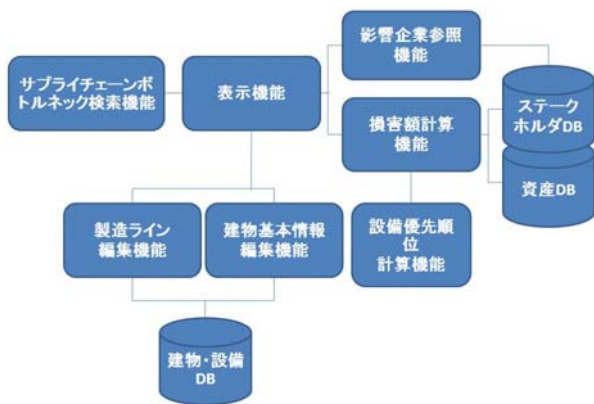 影響企業参照
機能
サプライチェーンボ
トルネック検索機能
表示機能
損害額計算
機能
ステーク
ホルダDB
資産DB
製造ライン
編集機能
建物基本情報
編集機能
設備優先順
位
計算機能
建物・設備
DB